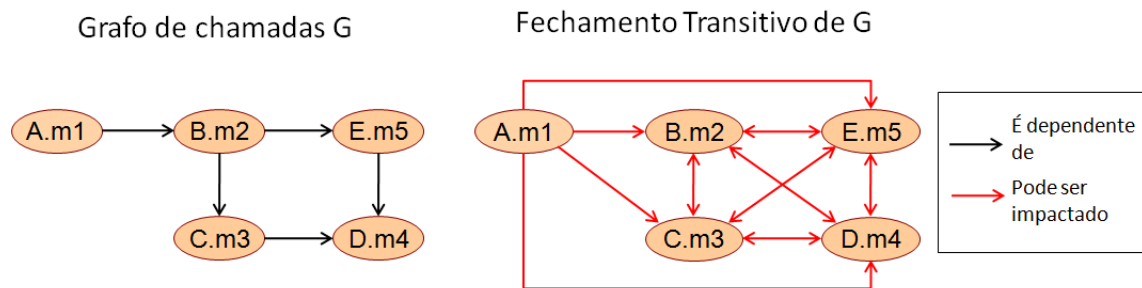 Grafo de chamadas G
Fechamento Transitivo de G
A.m1
B.m2
E.m5
C.m3
D.m4
A.m1
B.m2
E.m5
C.m3
D.m4
É dependente
de
Pode ser
impactado